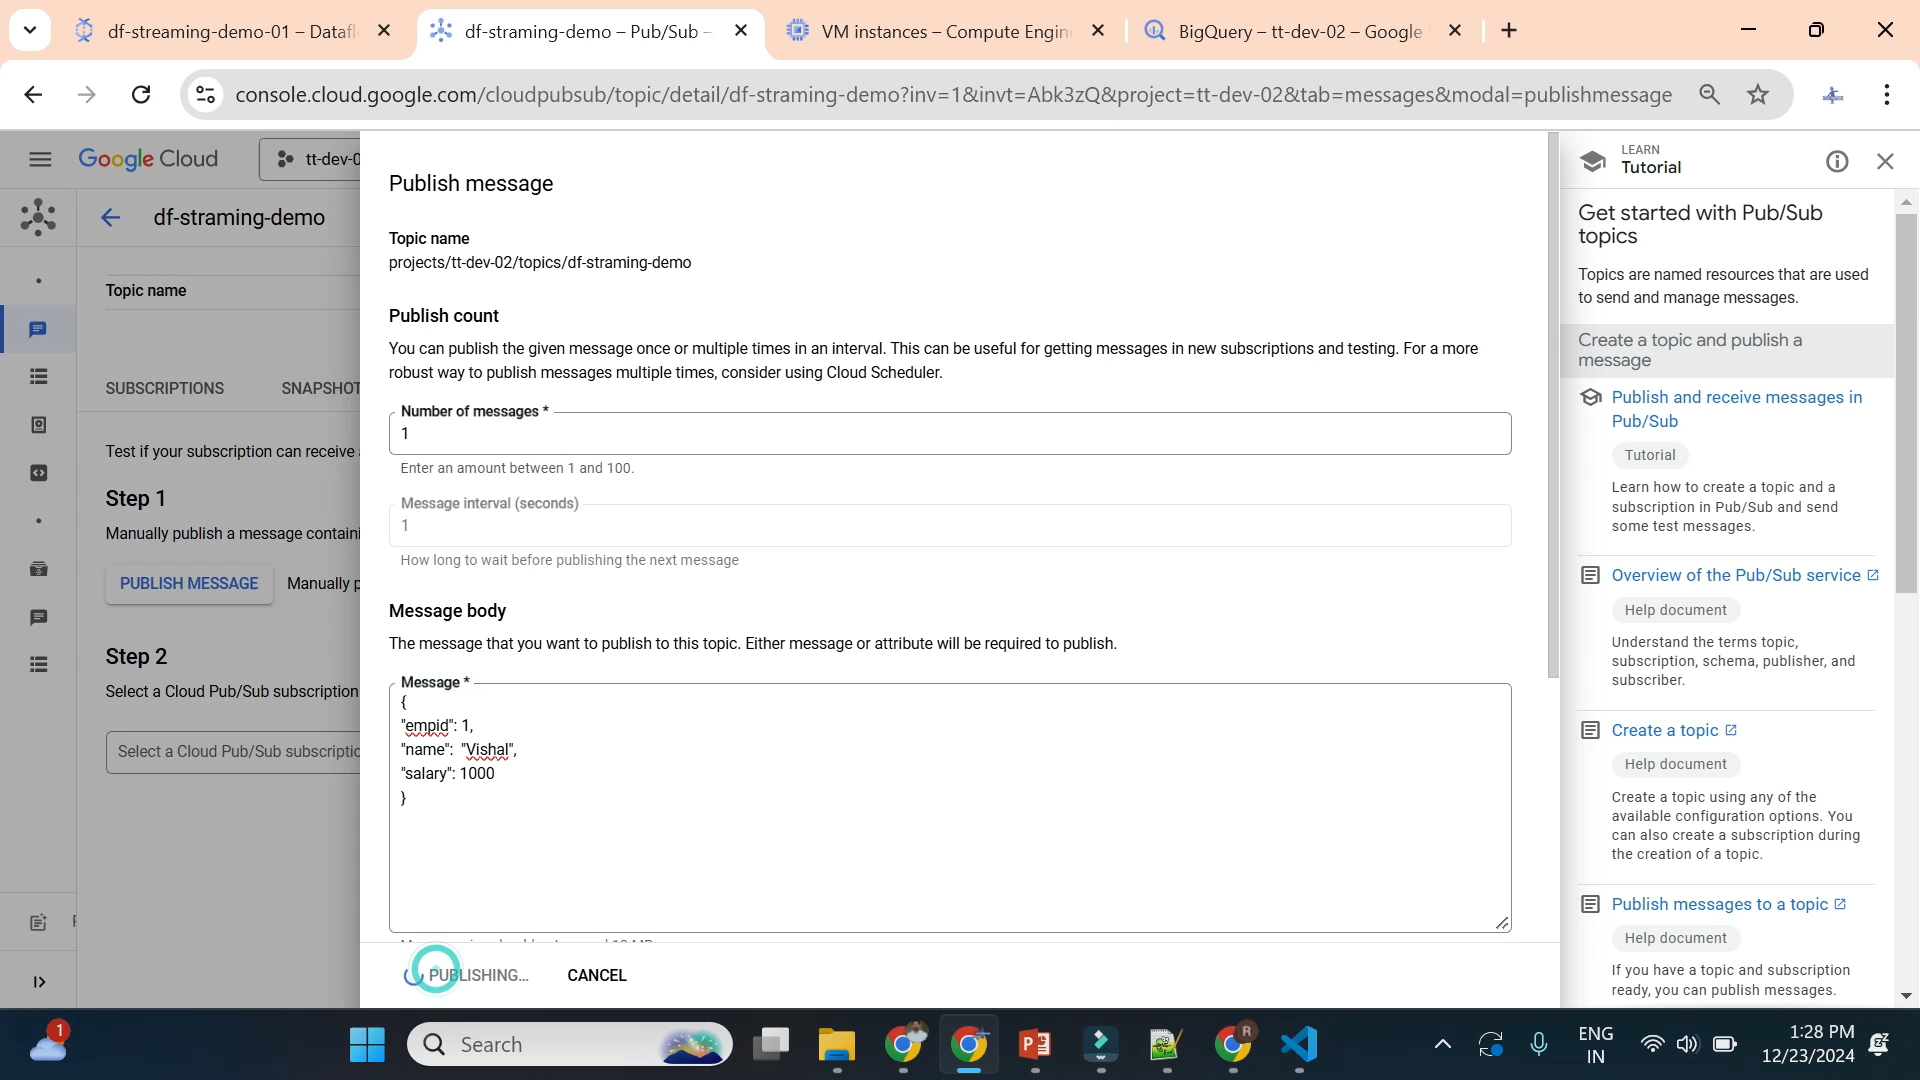 df-streaming-demo-01 – Datafl
df-straming-demo – Pub/Sub –
VM instances – Compute Engin
BigQuery – tt-dev-02 – Google
console.cloud.google.com/cloudpubsub/topic/detail/df-straming-demo?inv=1&invt=Abk3zQ&project=tt-dev-02&tab=messages&modal=publishmessage
Google Cloud
tt-dev-0
df-straming-demo
Topic name
SUBSCRIPTIONS
SNAPSHOT
Test if your subscription can receive
Step 1
Manually publish a message containi
PUBLISH MESSAGE
Manually p
Step 2
Select a Cloud Pub/Sub subscription
Select a Cloud Pub/Sub subscriptio
Publish message
Topic name
projects/tt-dev-02/topics/df-straming-demo
Publish count
You can publish the given message once or multiple times in an interval. This can be useful for getting messages in new subscriptions and testing. For a more
robust way to publish messages multiple times, consider using Cloud Scheduler.
Number of messages *
1
Enter an amount between 1 and 100.
Message interval (seconds)
1
How long to wait before publishing the next message
Message body
The message that you want to publish to this topic. Either message or attribute will be required to publish.
Message *
{
"empid": 1,
"name": "Vishal",
"salary": 1000
}
PUBLISHING...
CANCEL
LEARN
Tutorial
Get started with Pub/Sub
topics
Topics are named resources that are used
to send and manage messages.
Create a topic and publish a
message
Publish and receive messages in
Pub/Sub
Tutorial
Learn how to create a topic and a
subscription in Pub/Sub and send
some test messages.
Overview of the Pub/Sub service
Help document
Understand the terms topic,
subscription, schema, publisher, and
subscriber.
Create a topic
Help document
Create a topic using any of the
available configuration options. You
can also create a subscription during
the creation of a topic.
Publish messages to a topic
Help document
If you have a topic and subscription
ready, you can publish messages.
1
Search
R
ENG
IN
1:28 PM
12/23/2024